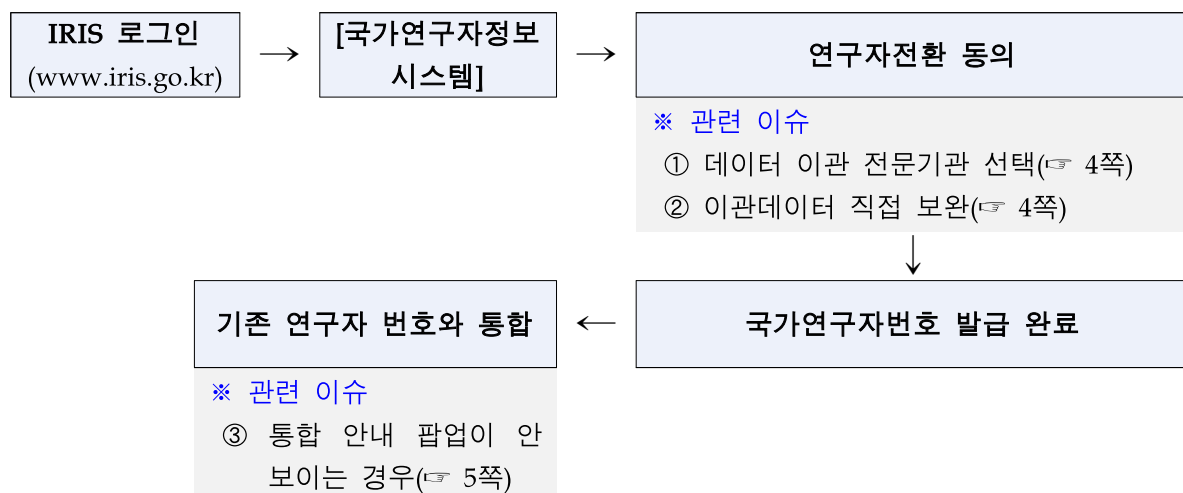 IRIS 로그인
(www.iris.go.kr)
→
[국가연구자정보
시스템]
→
연구자전환 동의
※ 관련 이슈
① 데이터 이관 전문기관 선택(☞ 4쪽)
② 이관데이터 직접 보완(☞ 4쪽)
↓
국가연구자번호 발급 완료
←
기존 연구자 번호와 통합
※ 관련 이슈
③ 통합 안내 팝업이 안
보이는 경우(☞ 5쪽)